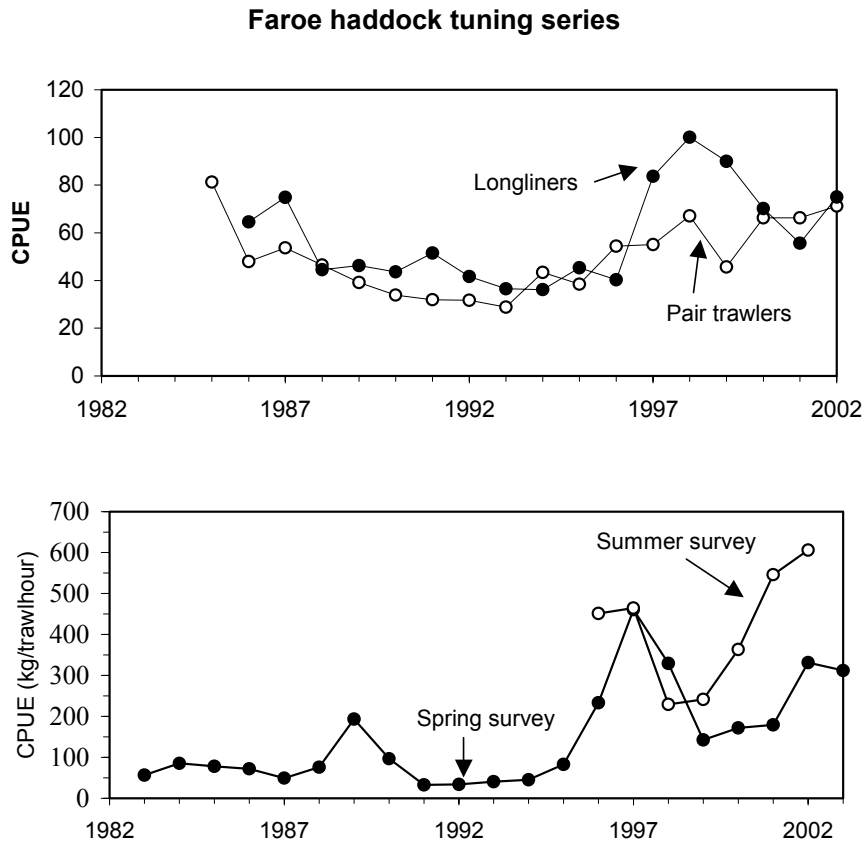 Faroe haddock tuning series
120
100
80
60
40
20
0
CPUE
Longliners
Pair trawlers
1982 1987 1992 1997 2002
700
600
500
400
300
200
100
0
CPUE (kg/trawlhour)
Summer survey
Spring survey
1982 1987 1992 1997 2002